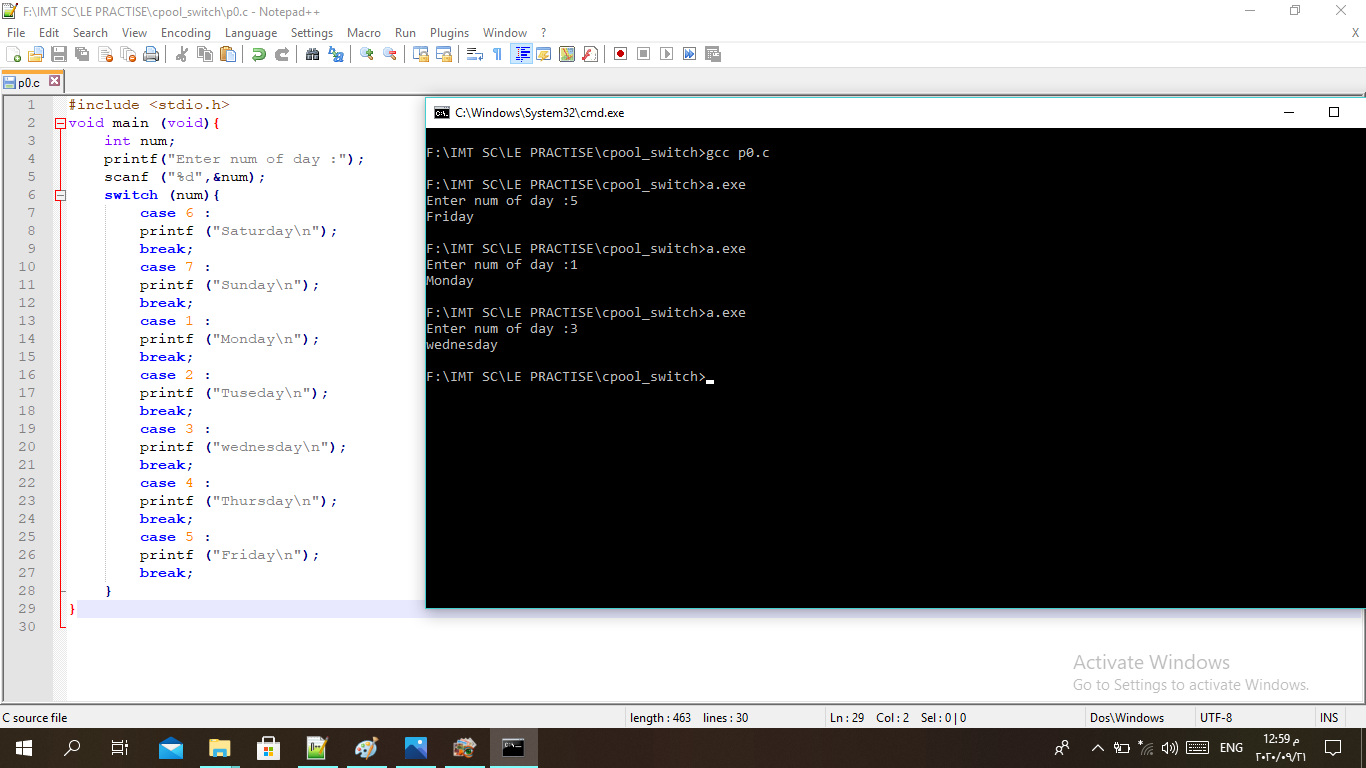 F:\IMT SC\LE PRACTISE\cpool_switch\p0.c - Notepad++
File Edit Search View Encoding Language Settings Macro Run Plugins Window ? X
p0.c
1 #include <stdio.h>
2 void main (void){
3 int num;
4 printf("Enter num of day :");
5 scanf ("%d",&num);
6 switch (num){
7 case 6 :
8 printf ("Saturday\n");
9 break;
10 case 7 :
11 printf ("Sunday\n");
12 break;
13 case 1 :
14 printf ("Monday\n");
15 break;
16 case 2 :
17 printf ("Tuseday\n");
18 break;
19 case 3 :
20 printf ("wednesday\n");
21 break;
22 case 4 :
23 printf ("Thursday\n");
24 break;
25 case 5 :
26 printf ("Friday\n");
27 break;
28 }
29 }
30
C:\Windows\System32\cmd.exe
F:\IMT SC\LE PRACTISE\cpool_switch>gcc p0.c
F:\IMT SC\LE PRACTISE\cpool_switch>a.exe
Enter num of day :5
Friday
F:\IMT SC\LE PRACTISE\cpool_switch>a.exe
Enter num of day :1
Monday
F:\IMT SC\LE PRACTISE\cpool_switch>a.exe
Enter num of day :3
wednesday
F:\IMT SC\LE PRACTISE\cpool_switch>
Activate Windows
Go to Settings to activate Windows.
C source file length : 463 lines : 30 Ln : 29 Col : 2 Sel : 0 | 0 Dos\Windows UTF-8 INS
ENG
12:59 م
٢٠٢٠/٠٩/٢١